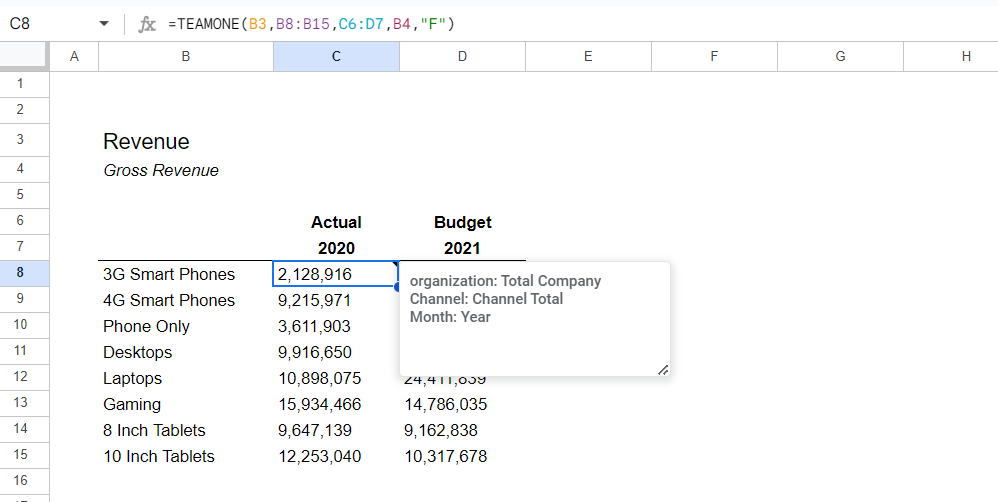 C8 fx =TEAMONE(B3,B8:B15,C6:D7,B4,"F")
A B C D E F G H
1
2
3 Revenue
4 Gross Revenue
5
6 Actual Budget
7 2020 2021
8 3G Smart Phones 2,128,916
organization: Total Company
9 4G Smart Phones 9,215,971
Channel: Channel Total
Month: Year
10 Phone Only 3,611,903
11 Desktops 9,916,650
12 Laptops 10,898,075 24,411,839
13 Gaming 15,934,466 14,786,035
14 8 Inch Tablets 9,647,139 9,162,838
15 10 Inch Tablets 12,253,040 10,317,678
16